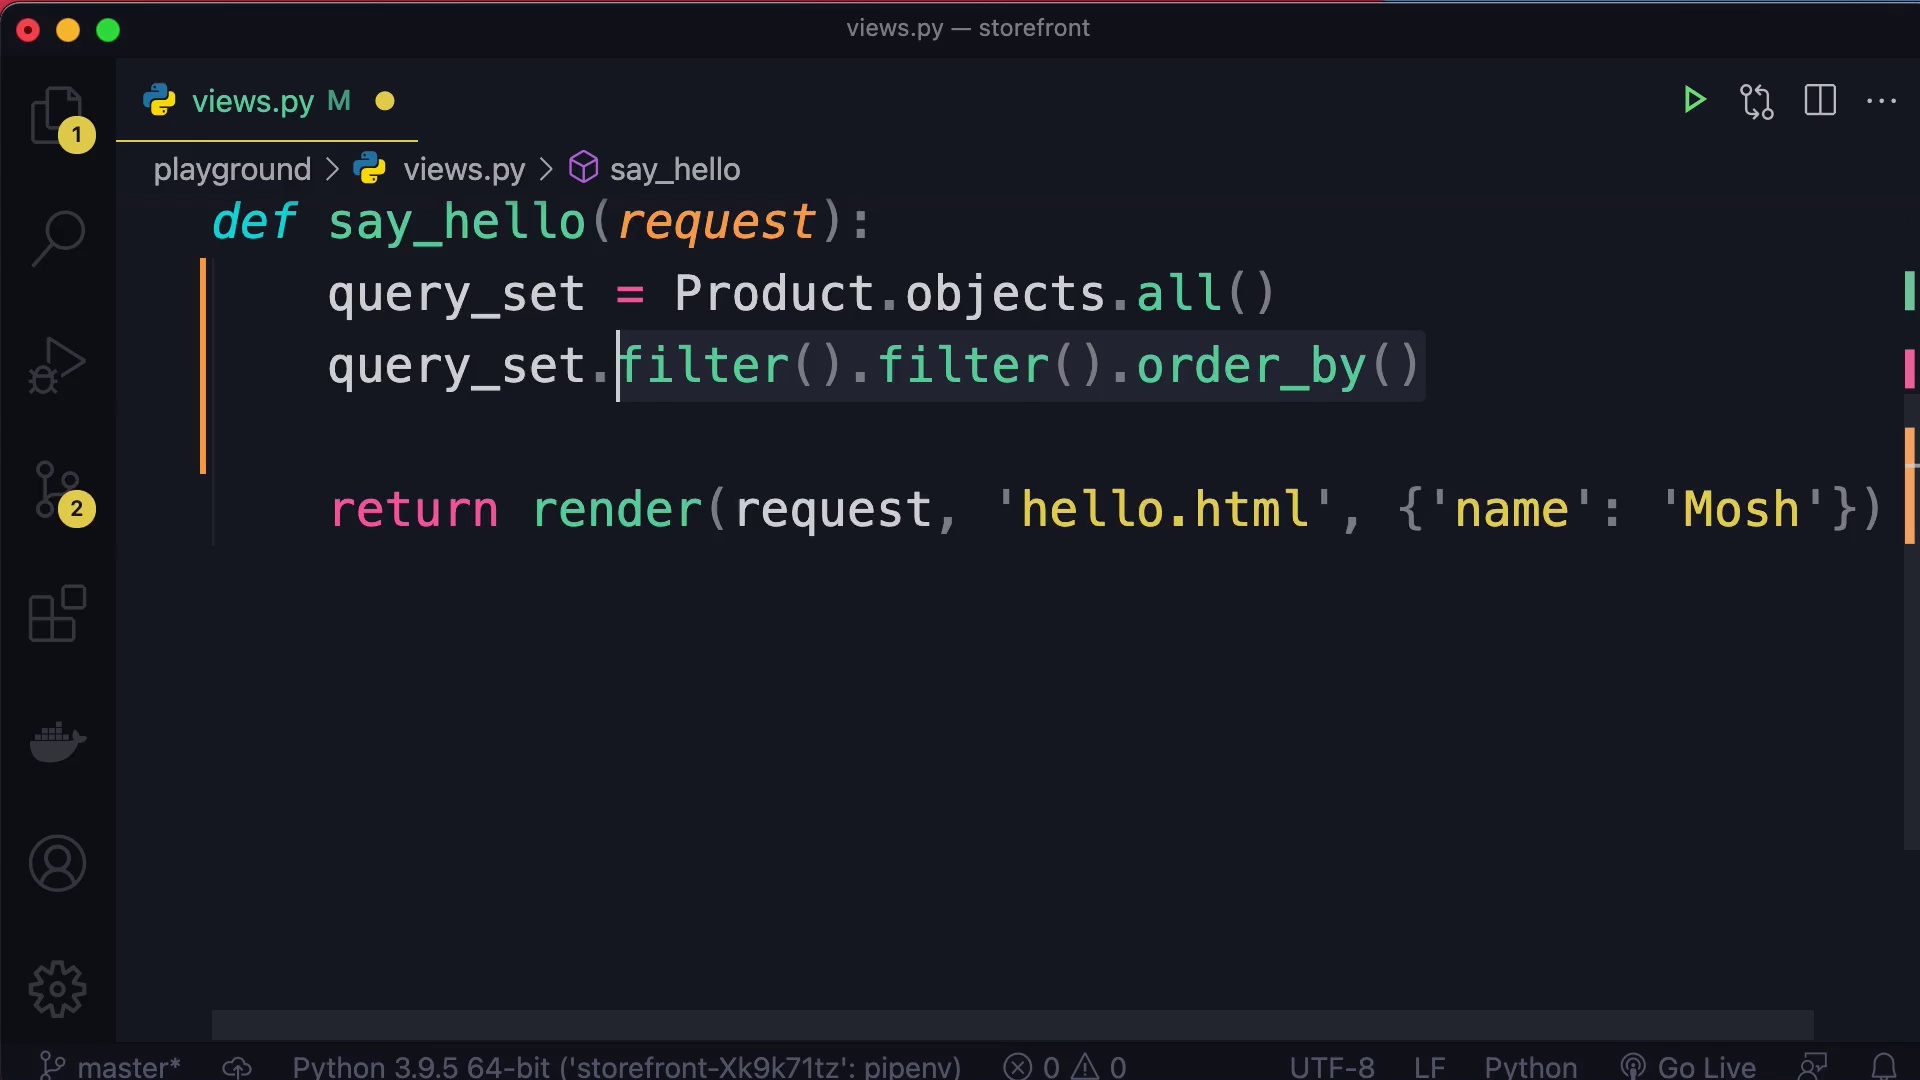 views.py — storefront
views.py M
1
playground > views.py > say_hello
def say_hello(request):
query_set = Product.objects.all()
query_set.filter().filter().order_by()
2
return render(request, 'hello.html', {'name': 'Mosh'})
master* Python 3.9.5 64-bit ('storefront-Xk9k71tz': pipenv) 0 0 UTF-8 LF Python Go Live